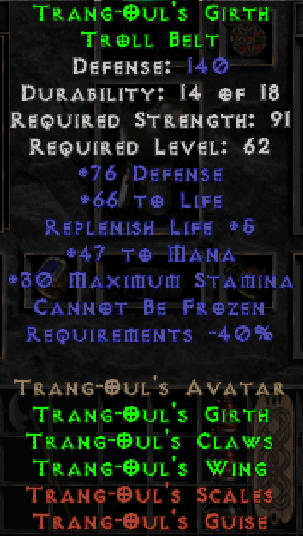 Trang-Oul's Girth
Troll Belt
Defense: 140
Durability: 14 of 18
Required Strength: 91
Required Level: 62
+76 Defense
+66 to Life
Replenish Life +5
+47 to Mana
+30 Maximum Stamina
Cannot Be Frozen
Requirements -40%
Trang-Oul's Avatar
Trang-Oul's Girth
Trang-Oul's Claws
Trang-Oul's Wing
Trang-Oul's Scales
Trang-Oul's Guise